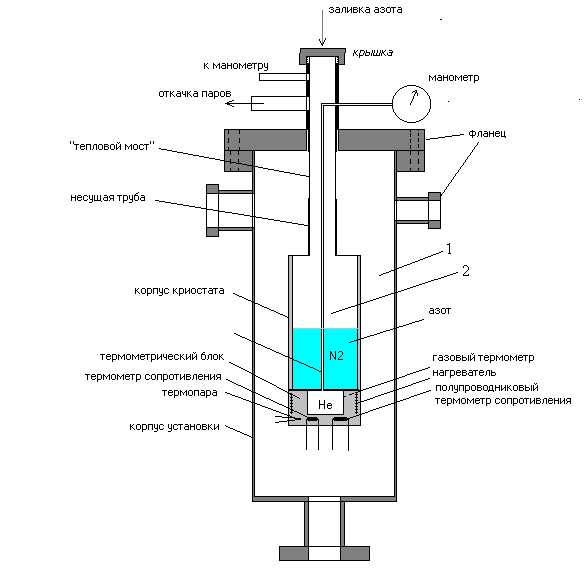 заливка азота
крышка
к манометру
манометр
откачка паров
фланец
"тепловой мост"
несущая труба
1
2
корпус криостата
азот
N2
термометрический блок
газовый термометр
термометр сопротивления
нагреватель
термопара
полупроводниковый
термометр сопротивления
He
корпус установки